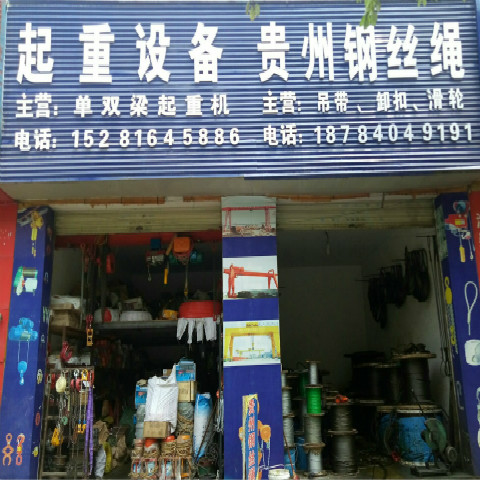 起重设备
主营：单双梁起重机
电话：15281645886
贵州钢丝绳
主营：吊带、卸扣、滑轮
电话：18784049191